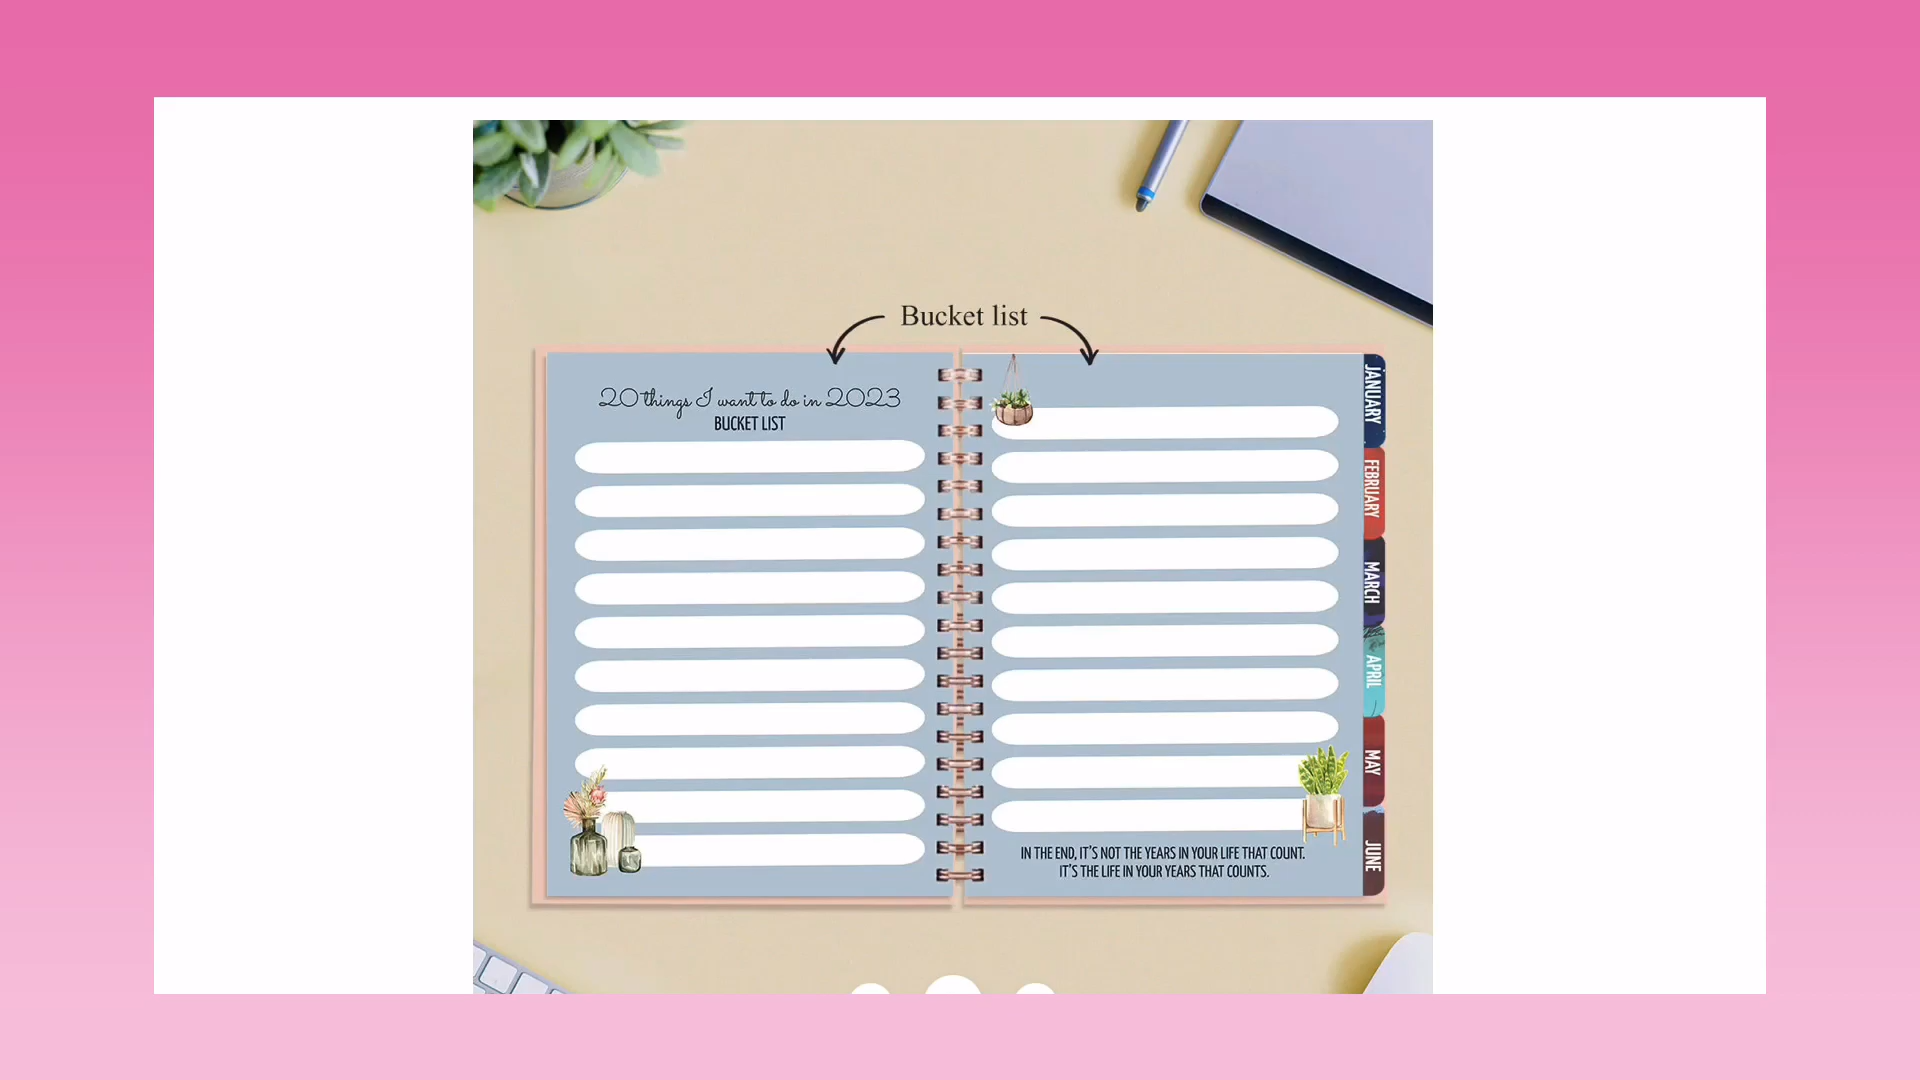 Bucket list
20 things I want to do in 2023
BUCKET LIST
IN THE END, IT'S NOT THE YEARS IN YOUR LIFE THAT COUNT.
IT'S THE LIFE IN YOUR YEARS THAT COUNTS.
JANUARY
FEBRUARY
MARCH
APRIL
MAY
JUNE